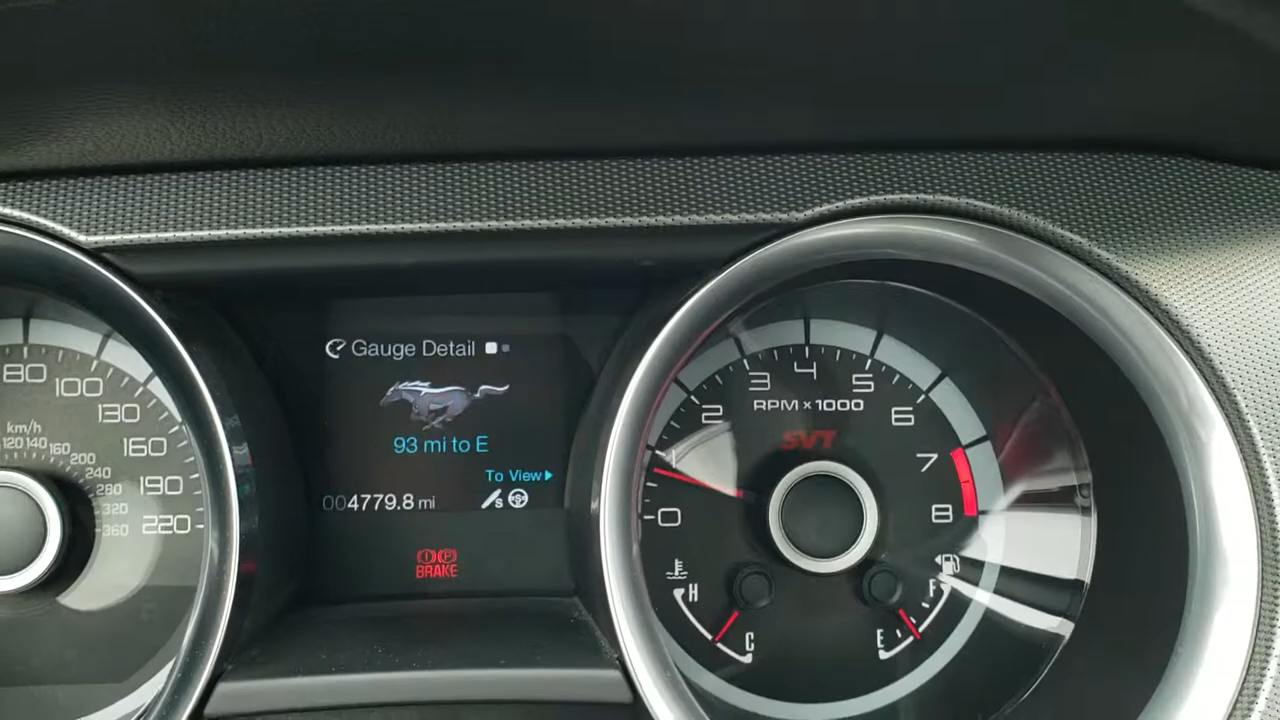 80
100
130
160
190
220
km/h
120 140 160
200
240
280
320
360
Gauge Detail
93 mi to E
To View
004779.8 mi
S
BRAKE
0
1
2
3
4
5
6
7
8
RPM x 1000
SVT
H
C
F
E